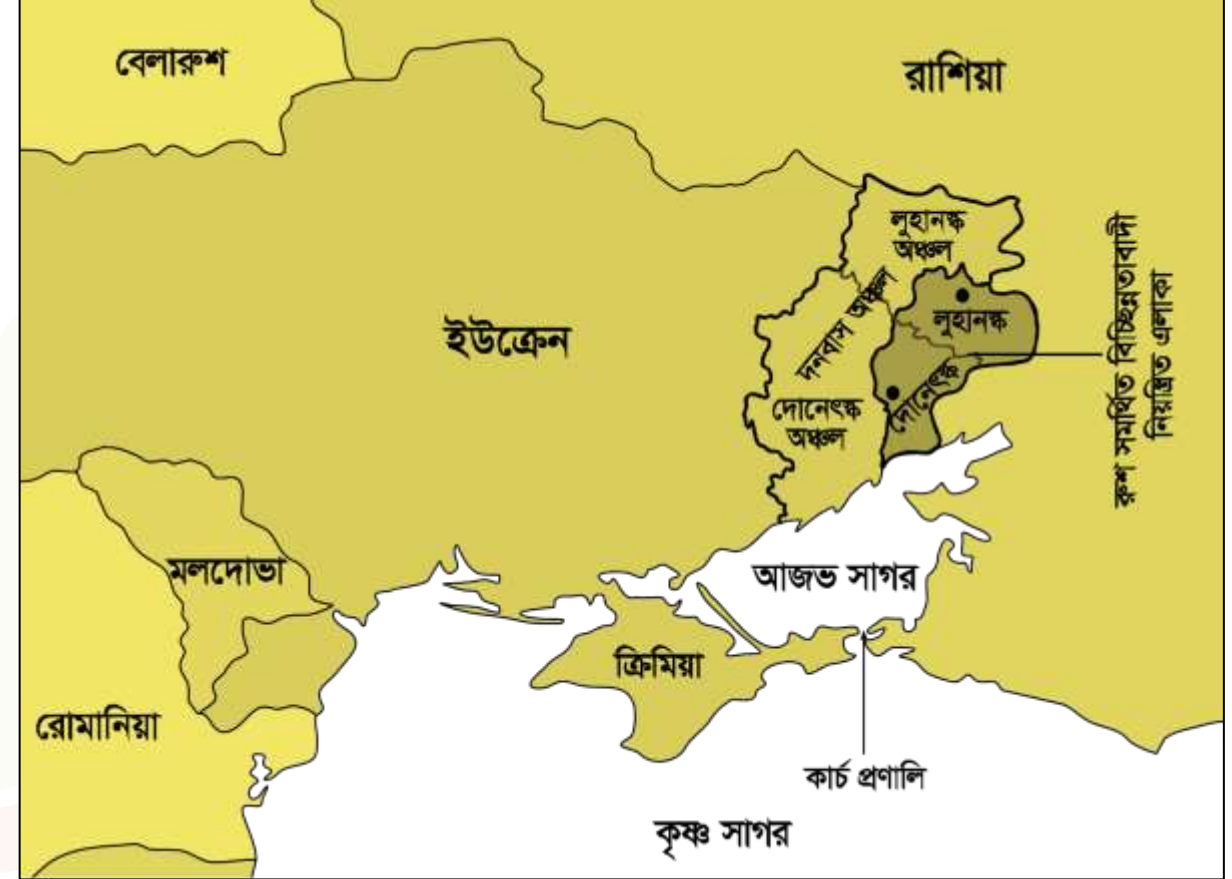 বেলারুশ
রাশিয়া
লুহানস্ক
অঞ্চল
দনবাস অঞ্চল
লুহানস্ক
ইউক্রেন
দোনেৎস্ক
দোনেৎস্ক
অঞ্চল
রুশ সমর্থিত বিচ্ছিন্নতাবাদী
নিয়ন্ত্রিত এলাকা
মলদোভা
আজভ সাগর
ক্রিমিয়া
রোমানিয়া
কার্চ প্রণালি
কৃষ্ণ সাগর